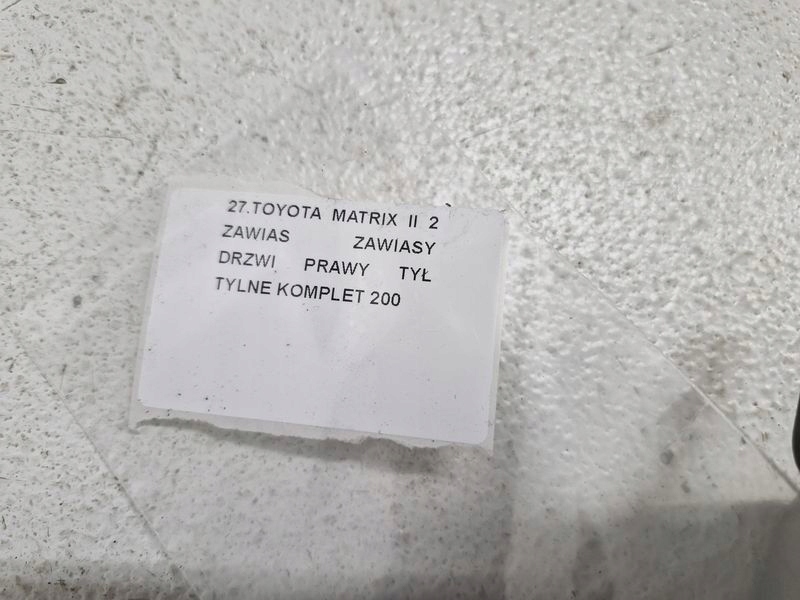 27.TOYOTA MATRIX II 2
ZAWIAS ZAWIASY
DRZWI PRAWY TYŁ
TYLNE KOMPLET 200